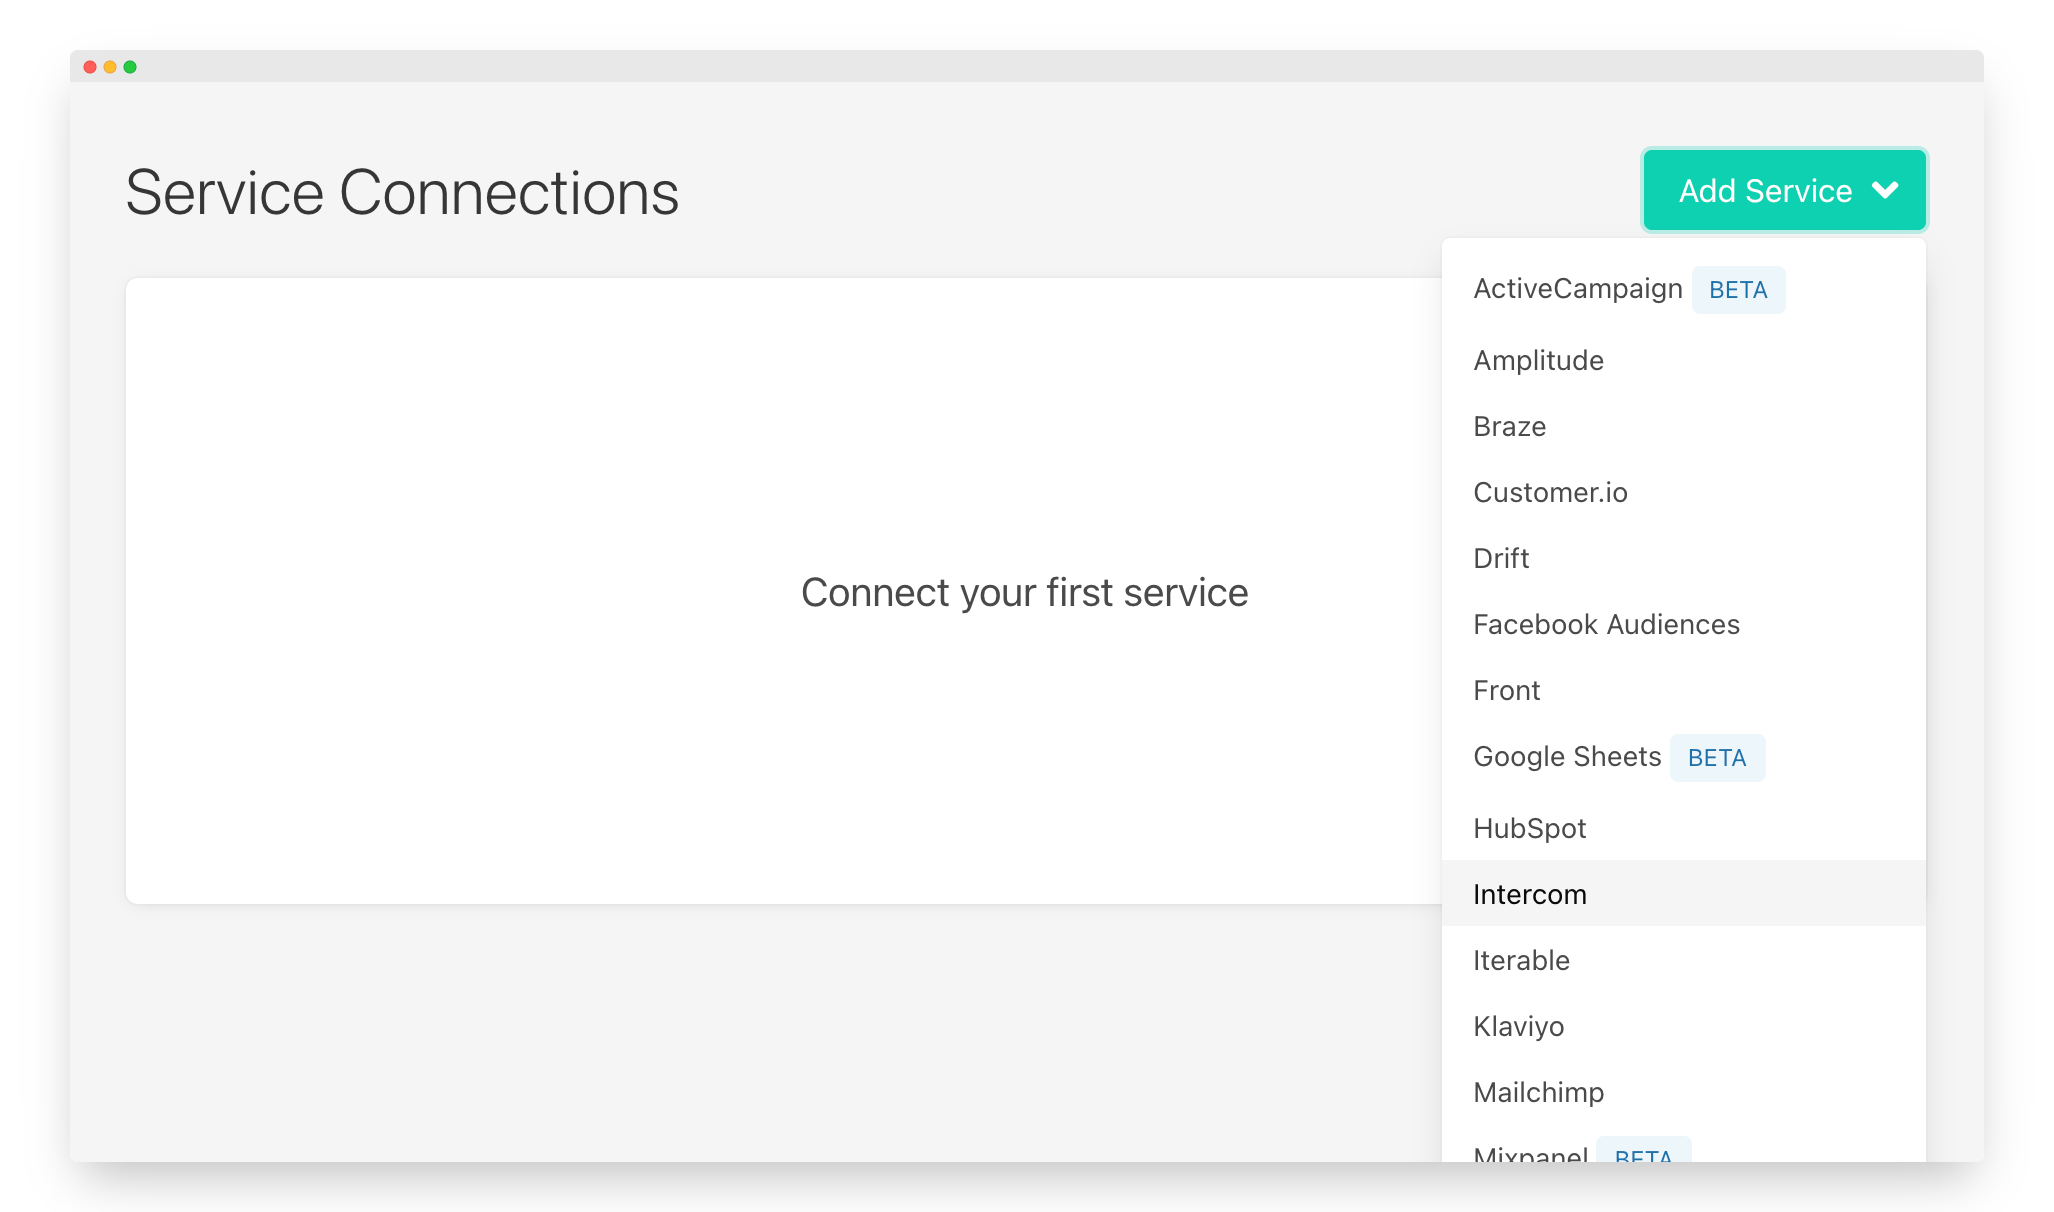 Service Connections
Add Service
ActiveCampaign BETA
Amplitude
Braze
Customer.io
Drift
Connect your first service
Facebook Audiences
Front
Google Sheets BETA
HubSpot
Intercom
Iterable
Klaviyo
Mailchimp
Mixpanel BETA